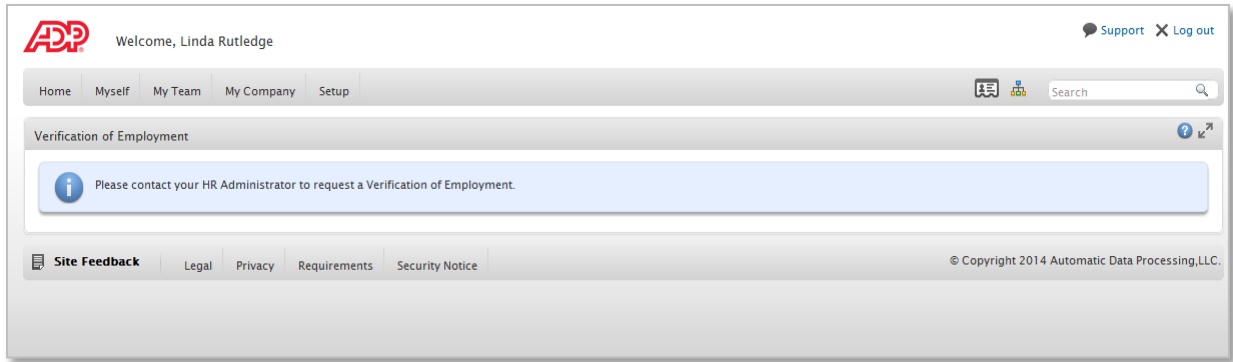 ADP
Welcome, Linda Rutledge
Support Log out
Home Myself My Team My Company Setup
Search
Verification of Employment
?
i Please contact your HR Administrator to request a Verification of Employment.
Site Feedback Legal Privacy Requirements Security Notice
© Copyright 2014 Automatic Data Processing,LLC.